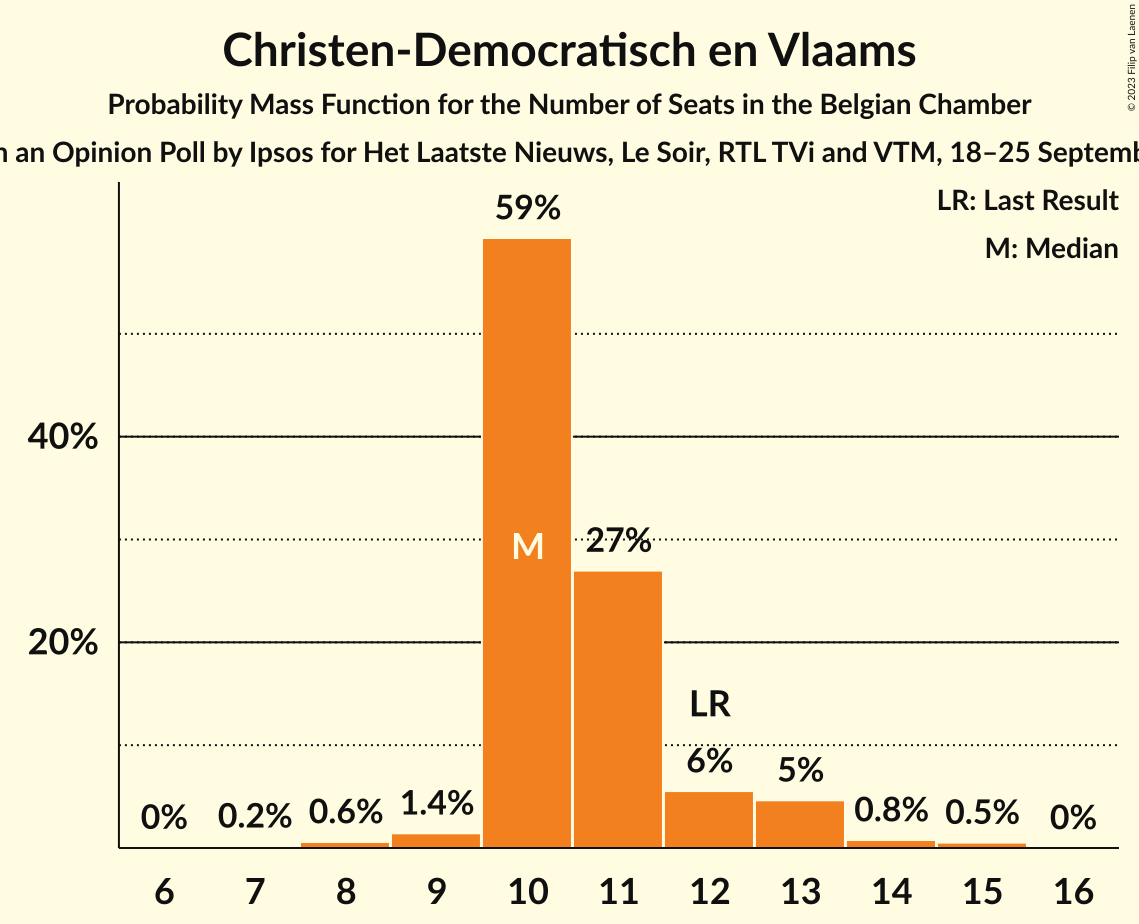 Christen-Democratisch en Vlaams
Probability Mass Function for the Number of Seats in the Belgian Chamber
an Opinion Poll by Ipsos for Het Laatste Nieuws, Le Soir, RTL TVi and VTM, 18–25
© 2023 Filip van Laenen
LR: Last Result
M: Median
59%
40%
M
27%
20%
LR
6%
5%
0%
0.2%
0.6%
1.4%
0.8%
0.5%
0%
6 7 8 9 10 11 12 13 14 15 16